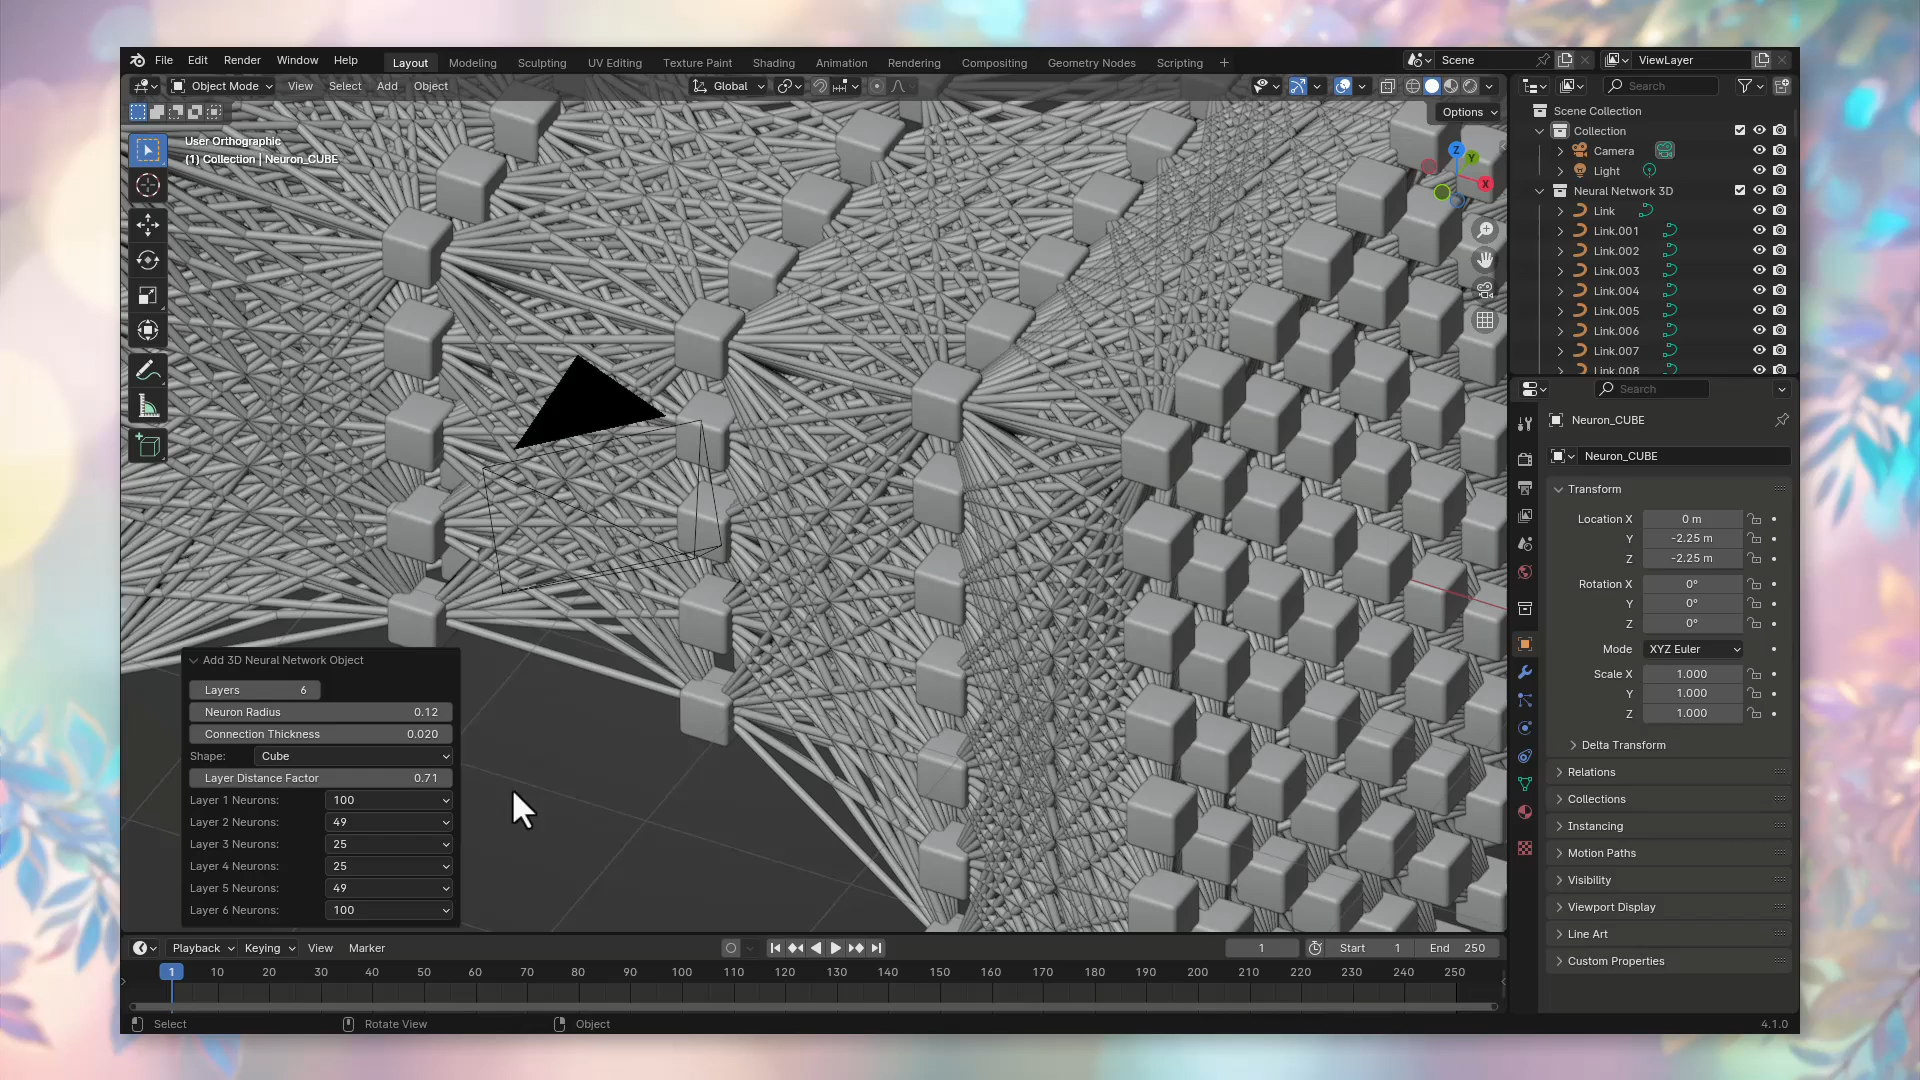 File Edit Render Window Help Layout Modeling Sculpting UV Editing Texture Paint Shading Animation Rendering Compositing Geometry Nodes Scripting + Scene ViewLayer
Object Mode View Select Add Object Global Search
Options
User Orthographic
(1) Collection | Neuron_CUBE
Z
Y
X
Scene Collection
Collection
Camera
Light
Neural Network 3D
Link
Link.001
Link.002
Link.003
Link.004
Link.005
Link.006
Link.007
Link.008
Search
Neuron_CUBE
Neuron_CUBE
Transform
Location X 0 m
Y -2.25 m
Z -2.25 m
Rotation X 0°
Y 0°
Z 0°
Mode XYZ Euler
Scale X 1.000
Y 1.000
Z 1.000
Delta Transform
Relations
Collections
Instancing
Motion Paths
Visibility
Viewport Display
Line Art
Custom Properties
Add 3D Neural Network Object
Layers 6
Neuron Radius 0.12
Connection Thickness 0.020
Shape: Cube
Layer Distance Factor 0.71
Layer 1 Neurons: 100
Layer 2 Neurons: 49
Layer 3 Neurons: 25
Layer 4 Neurons: 25
Layer 5 Neurons: 49
Layer 6 Neurons: 100
Playback Keying View Marker 1 Start 1 End 250
1 10 20 30 40 50 60 70 80 90 100 110 120 130 140 150 160 170 180 190 200 210 220 230 240 250
Select Rotate View Object 4.1.0